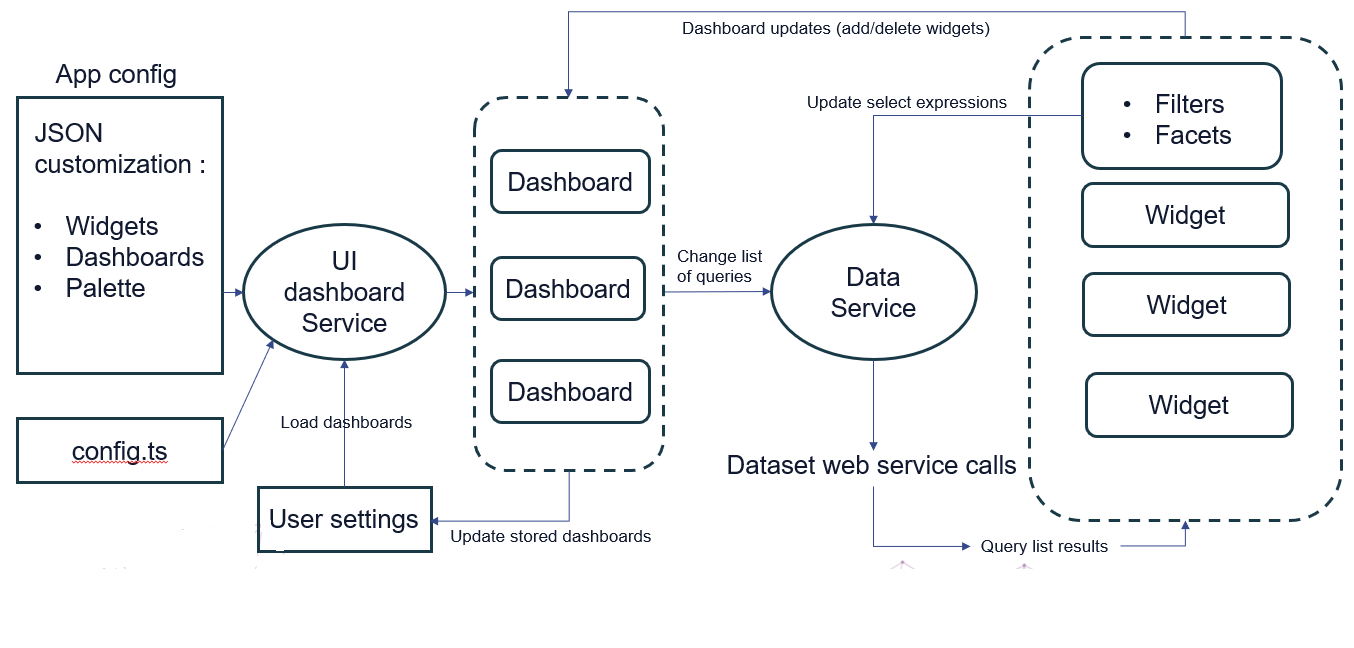 Dashboard updates (add/delete widgets)
App config
JSON
customization :
• Widgets
• Dashboards
• Palette
config.ts
UI
dashboard
Service
Load dashboards
User settings
Dashboard
Dashboard
Dashboard
Update stored dashboards
Change list
of queries
Update select expressions
Data
Service
Dataset web service calls
Query list results
• Filters
• Facets
Widget
Widget
Widget